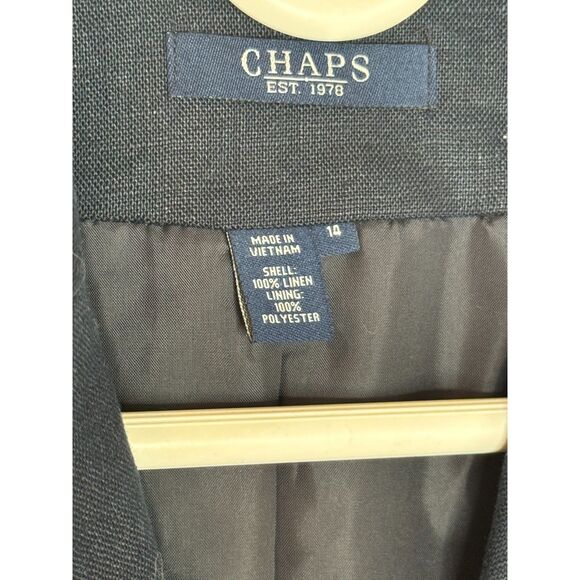 CHAPS
EST. 1978
14
MADE IN
VIETNAM
SHELL:
100% LINEN
LINING:
100%
POLYESTER